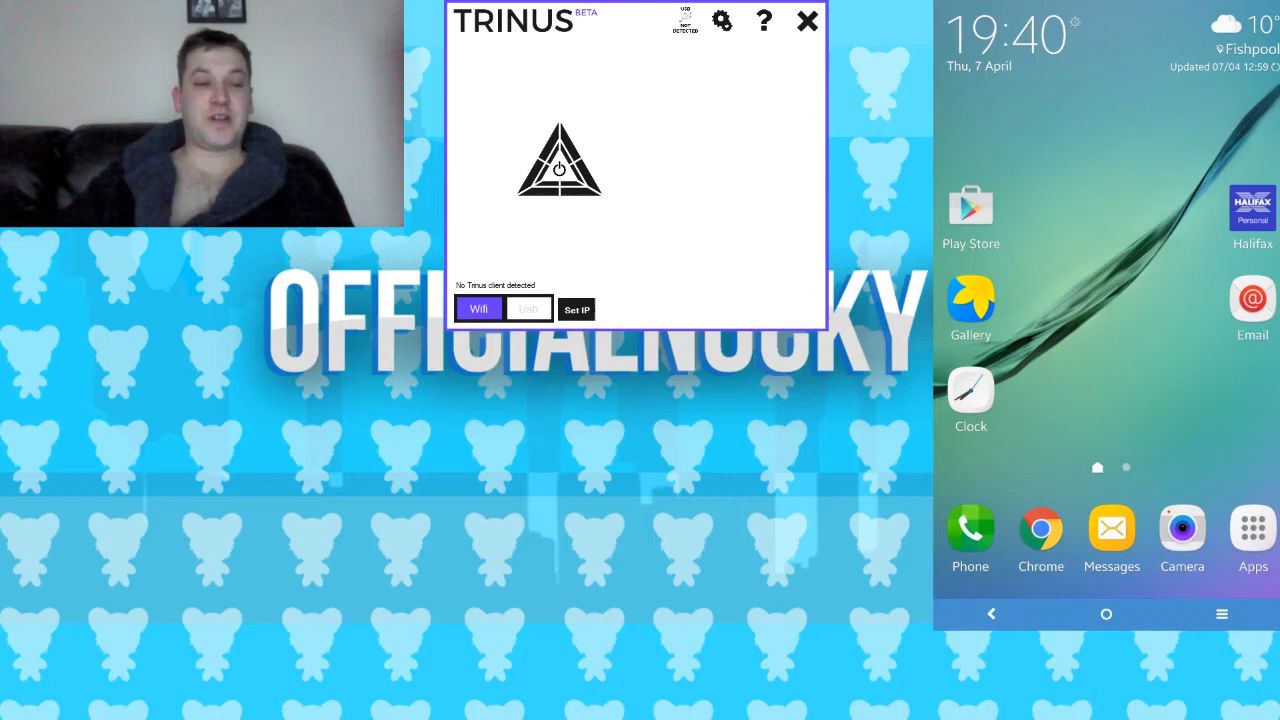 TRINUS BETA
USB
NOT
DETECTED
?
No Trinus client detected
Wifi
Usb
Set IP
OFFICIALNOCKY
19:40
Thu, 7 April
10°
Fishpool
Updated 07/04 12:59
Play Store
HALIFAX
Personal
Halifax
Gallery
@
Email
Clock
Phone
Chrome
Messages
Camera
Apps